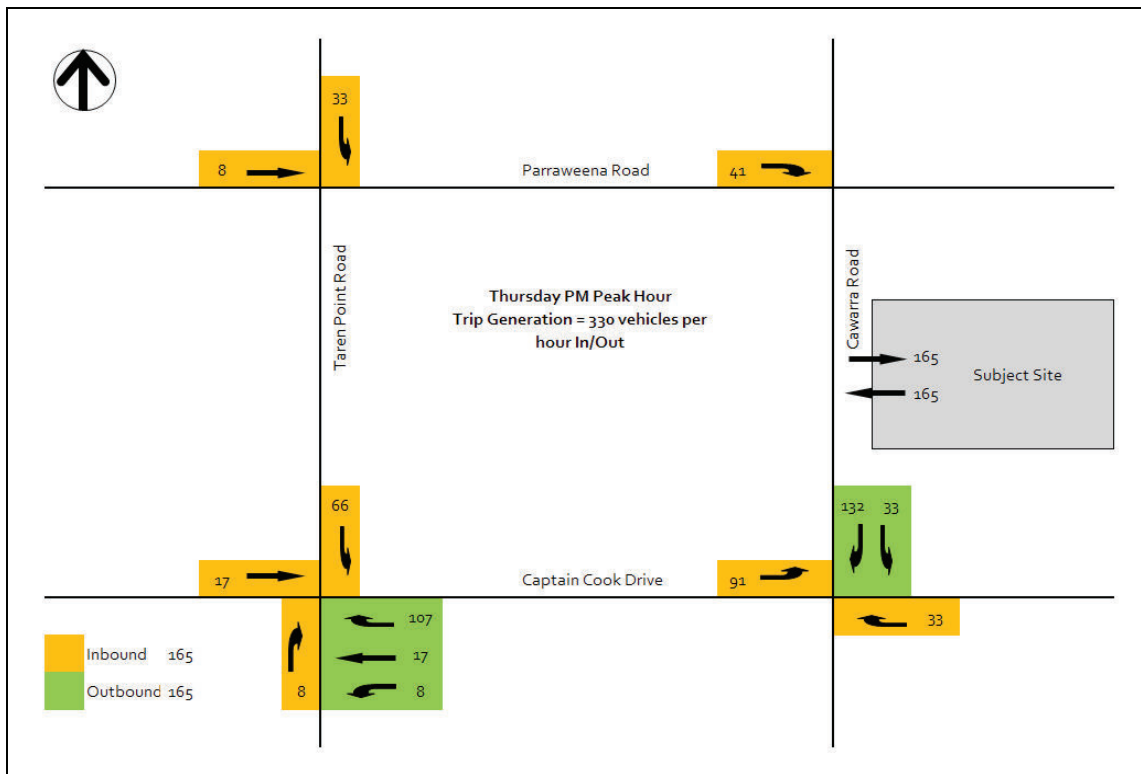 33
8
Parraweena Road
41
Taren Point Road
Cawarra Road
Thursday PM Peak Hour
Trip Generation = 330 vehicles per
hour In/Out
165
165
Subject Site
66
132 33
17
Captain Cook Drive
91
107
33
17
8
8
Inbound 165
Outbound 165